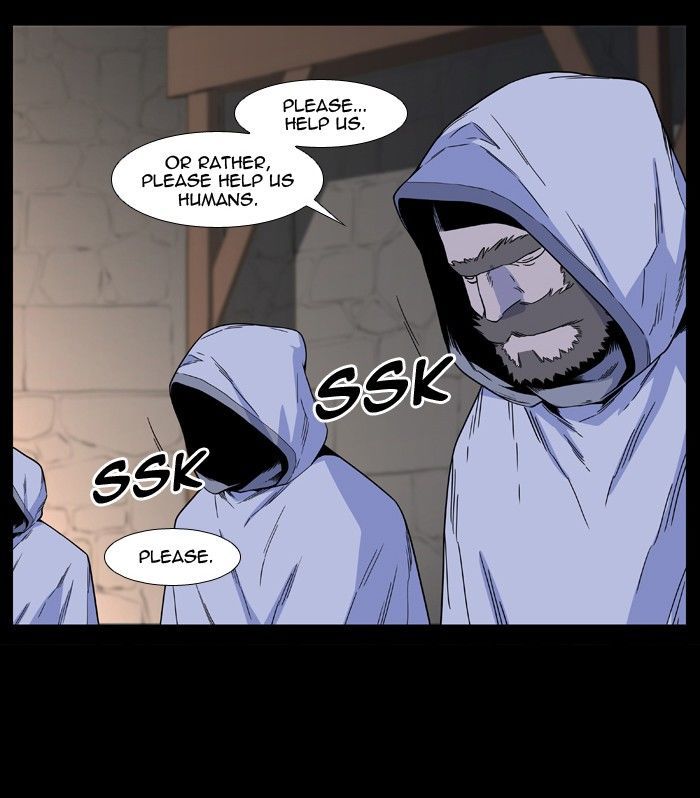 PLEASE...
HELP US.
OR RATHER,
PLEASE HELP US
HUMANS.
SSK
SSK
PLEASE.